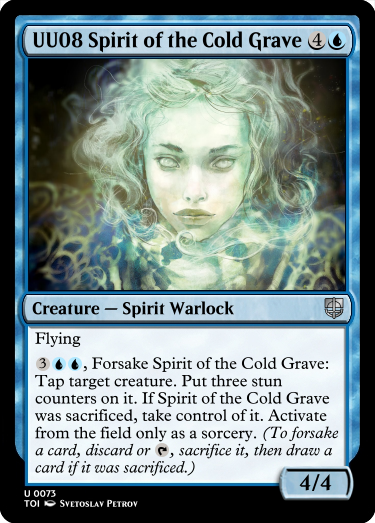 UU08 Spirit of the Cold Grave 4
Creature — Spirit Warlock
Flying
3, Forsake Spirit of the Cold Grave:
Tap target creature. Put three stun
counters on it. If Spirit of the Cold Grave
was sacrificed, take control of it. Activate
from the field only as a sorcery. (To forsake
a card, discard or , sacrifice it, then draw
a card if it was sacrificed.)
4/4
U 0073
TOI Svetoslav Petrov